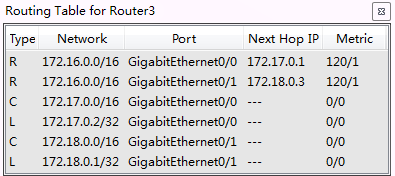 Routing Table for Router3
Type Network Port Next Hop IP Metric
R 172.16.0.0/16 GigabitEthernet0/0 172.17.0.1 120/1
R 172.16.0.0/16 GigabitEthernet0/1 172.18.0.3 120/1
C 172.17.0.0/16 GigabitEthernet0/0 --- 0/0
L 172.17.0.2/32 GigabitEthernet0/0 --- 0/0
C 172.18.0.0/16 GigabitEthernet0/1 --- 0/0
L 172.18.0.1/32 GigabitEthernet0/1 --- 0/0